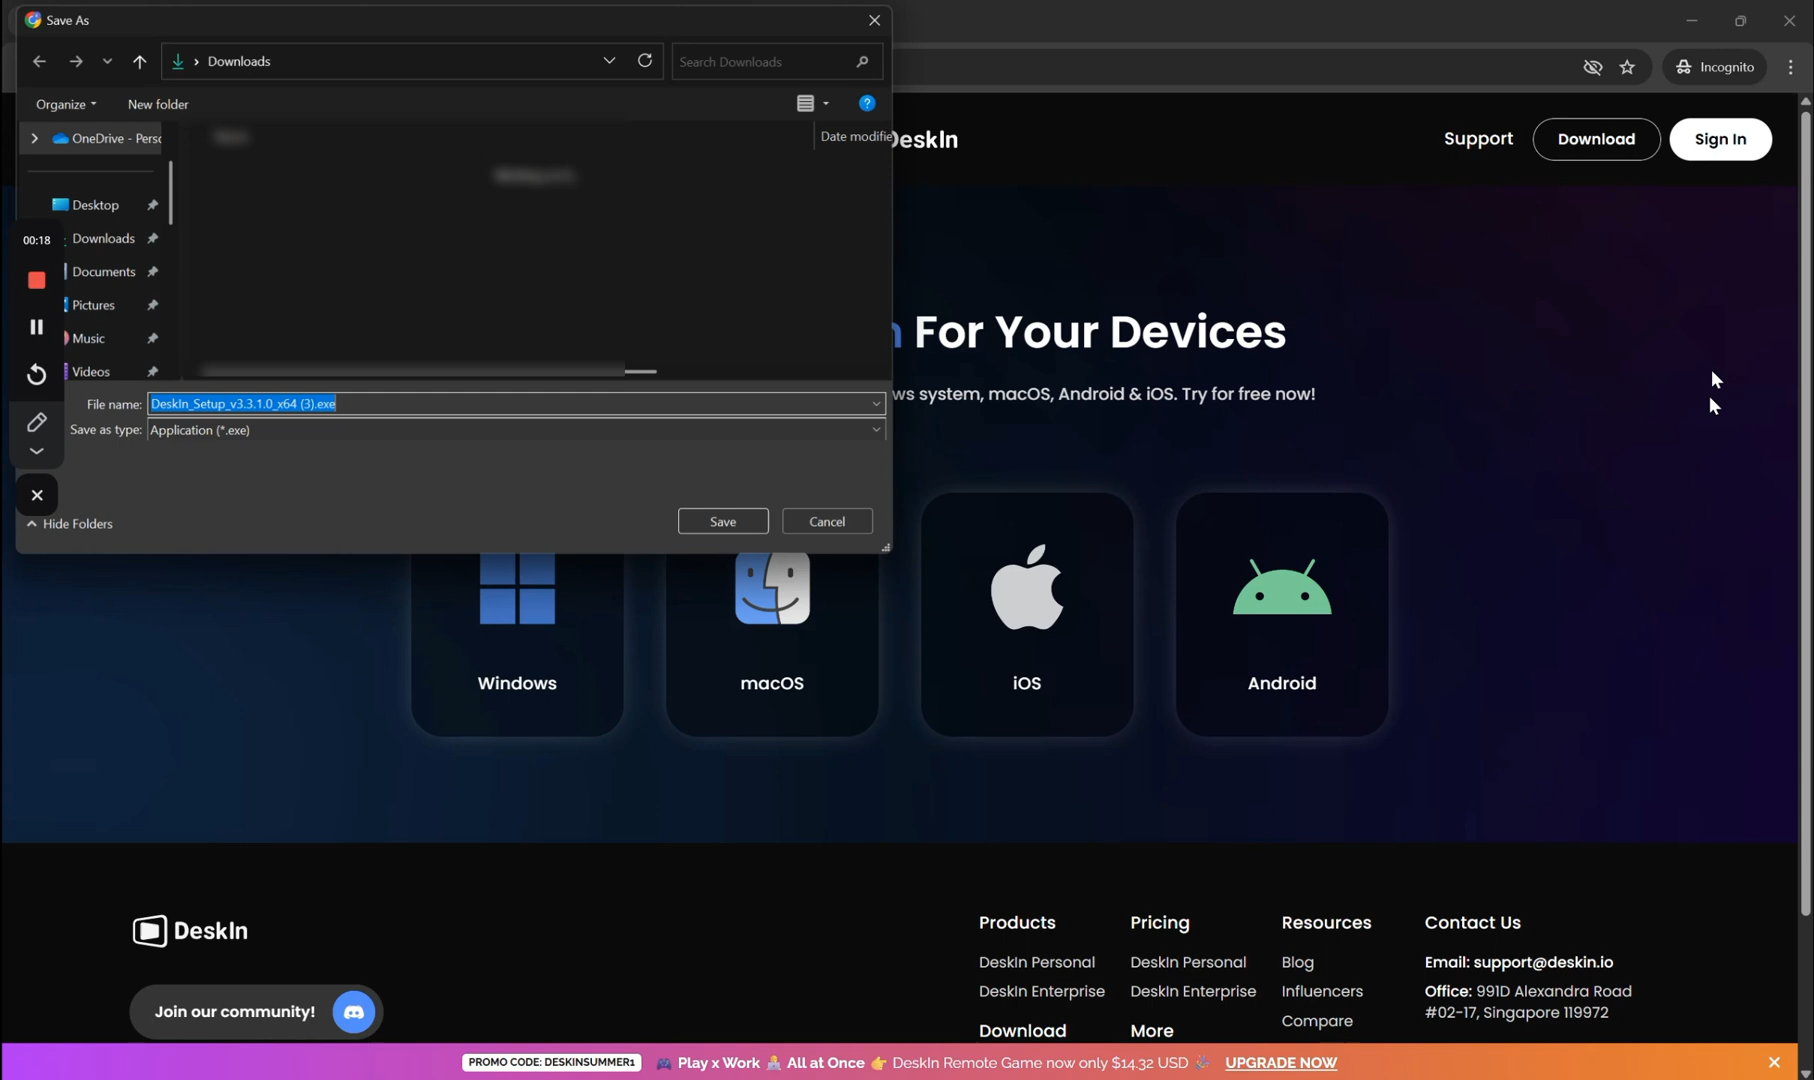 Save As
Downloads
Search Downloads
Organize
New folder
OneDrive - Perso
Date modifie
Desktop
00:18
Downloads
Documents
Pictures
Music
Videos
File name: DeskIn_Setup_v3.3.1.0_x64 (3).exe
Save as type: Application (*.exe)
Hide Folders
Save
Cancel
Incognito
DeskIn
Support
Download
Sign In
For Your Devices
ws system, macOS, Android & iOS. Try for free now!
Windows
macOS
iOS
Android
DeskIn
Join our community!
Products
DeskIn Personal
DeskIn Enterprise
Download
Pricing
DeskIn Personal
DeskIn Enterprise
More
Resources
Blog
Influencers
Compare
Contact Us
Email: support@deskin.io
Office: 991D Alexandra Road
#02-17, Singapore 119972
PROMO CODE: DESKINSUMMER1 🎮 Play x Work 👩‍💻 All at Once 👉 DeskIn Remote Game now only $14.32 USD 🎉 UPGRADE NOW